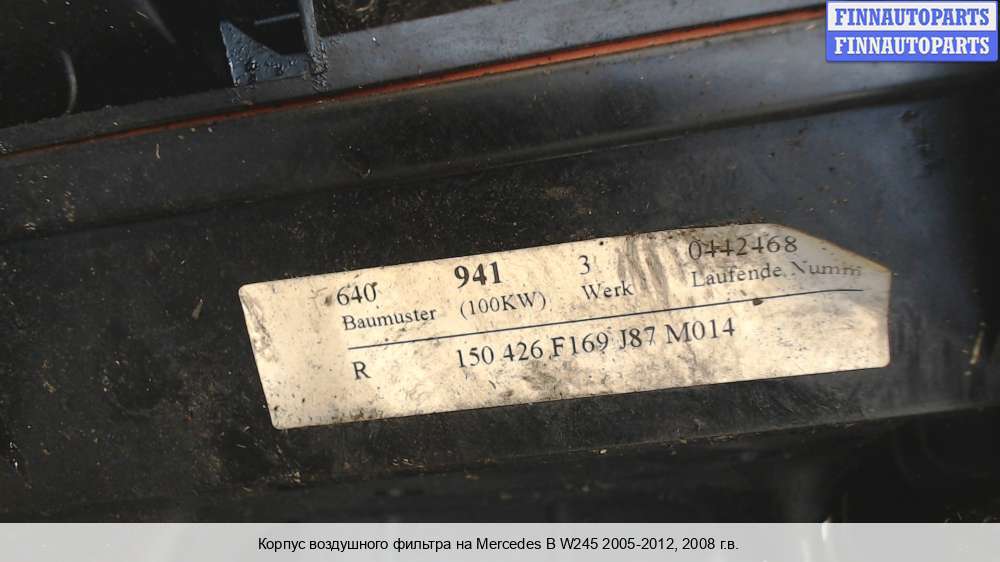 FINNAUTOPARTS
FINNAUTOPARTS
640 941 3 0442468
Baumuster (100KW) Werk Laufende Numm
R 150 426 F169 J87 M014
Корпус воздушного фильтра на Mercedes B W245 2005-2012, 2008 г.в.